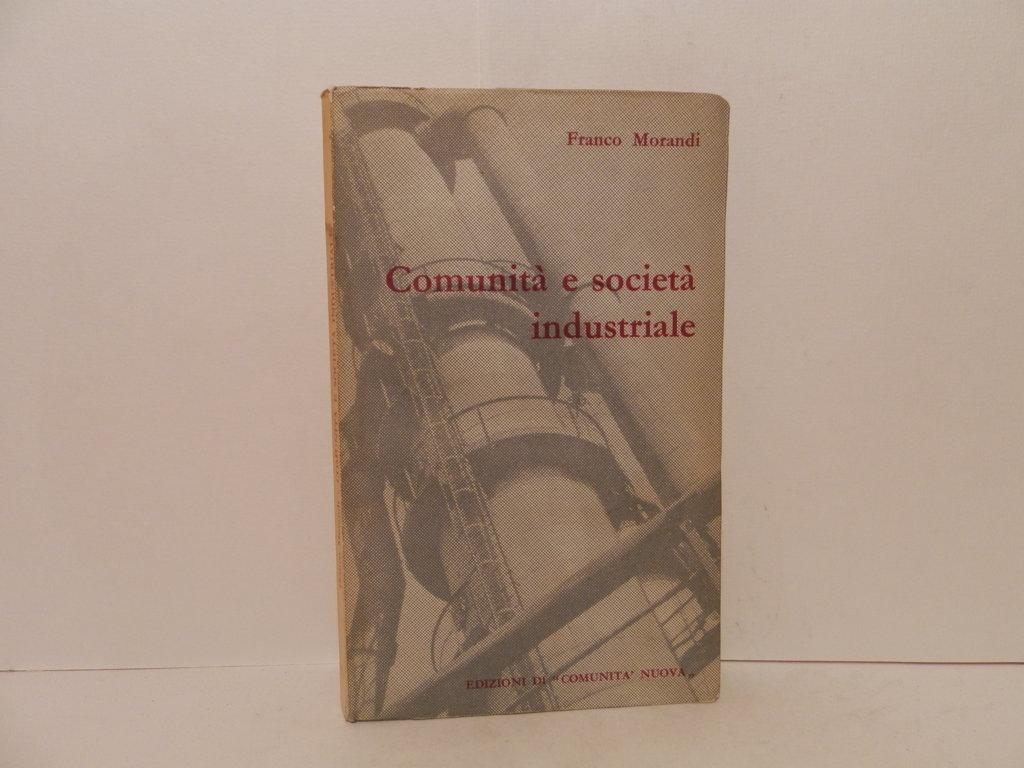 Franco Morandi
Comunità e società
industriale
EDIZIONI DI "COMUNITA' NUOVA„